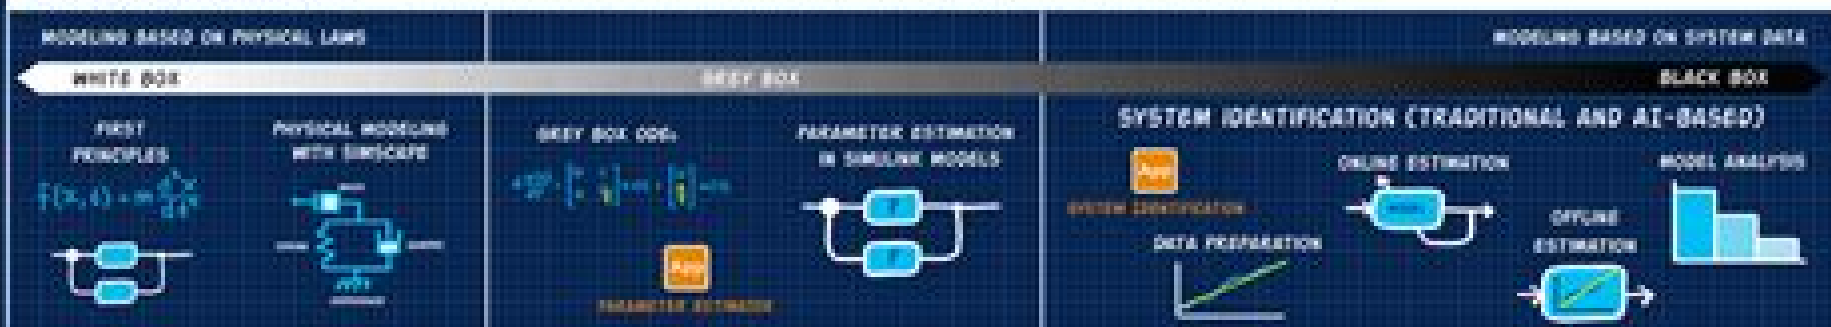 MODELING BASED ON PHYSICAL LAWS
MODELING BASED ON SYSTEM DATA
WHITE BOX
GREY BOX
BLACK BOX
FIRST
PRINCIPLES
PHYSICAL MODELING
WITH SIMSCAPE
GREY BOX ODEs
PARAMETER ESTIMATION
IN SIMULINK MODELS
App
PARAMETER ESTIMATOR
SYSTEM IDENTIFICATION (TRADITIONAL AND AI-BASED)
App
SYSTEM IDENTIFICATION
DATA PREPARATION
ONLINE ESTIMATION
OFFLINE
ESTIMATION
MODEL ANALYSIS